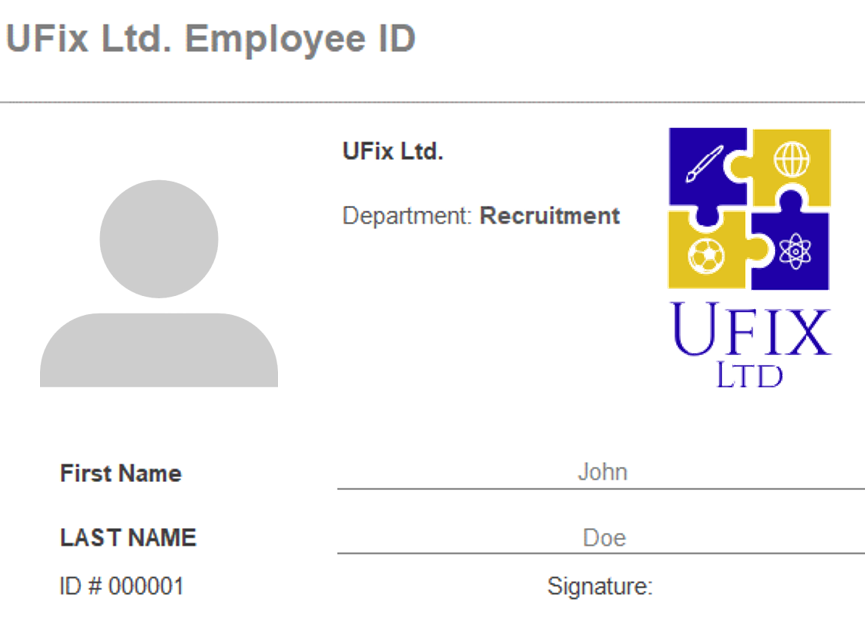 UFix Ltd. Employee ID
UFix Ltd.
Department: Recruitment
UFIX
LTD
First Name John
LAST NAME Doe
ID # 000001 Signature: